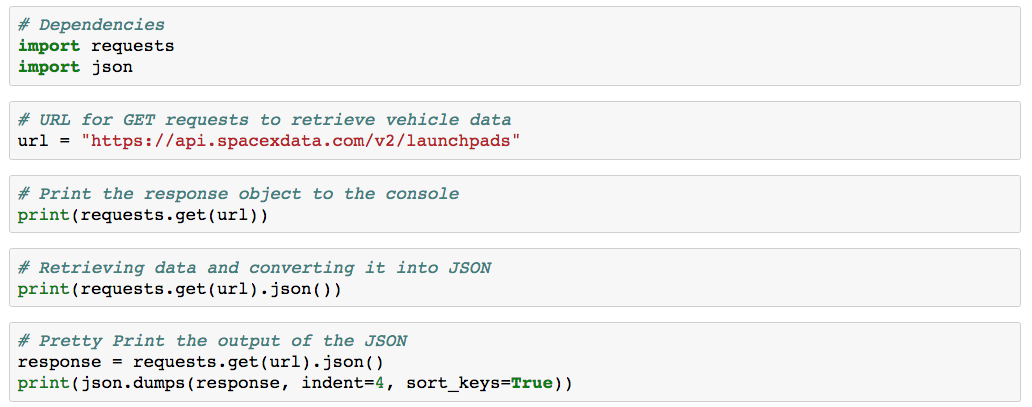 # Dependencies
import requests
import json
# URL for GET requests to retrieve vehicle data
url = "https://api.spacexdata.com/v2/launchpads"
# Print the response object to the console
print(requests.get(url))
# Retrieving data and converting it into JSON
print(requests.get(url).json())
# Pretty Print the output of the JSON
response = requests.get(url).json()
print(json.dumps(response, indent=4, sort_keys=True))